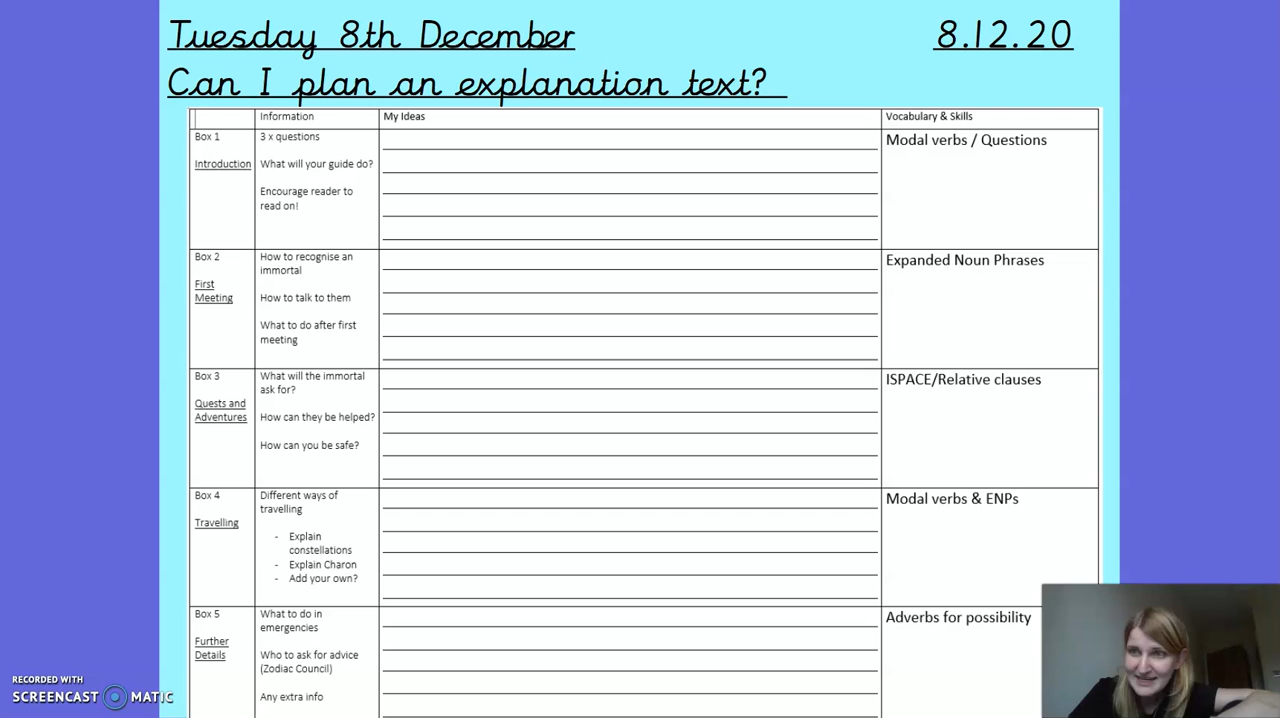 Tuesday 8th December 8.12.20
Can I plan an explanation text?
Information My Ideas Vocabulary & Skills
Box 1
Introduction
3 x questions
What will your guide do?
Encourage reader to
read on!
Modal verbs / Questions
Box 2
First
Meeting
How to recognise an
immortal
How to talk to them
What to do after first
meeting
Expanded Noun Phrases
Box 3
Quests and
Adventures
What will the immortal
ask for?
How can they be helped?
How can you be safe?
ISPACE/Relative clauses
Box 4
Travelling
Different ways of
travelling
- Explain
constellations
- Explain Charon
- Add your own?
Modal verbs & ENPs
Box 5
Further
Details
What to do in
emergencies
Who to ask for advice
(Zodiac Council)
Any extra info
Adverbs for possibility
RECORDED WITH
SCREENCAST MATIC